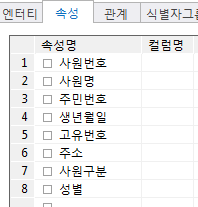 엔터티 속성 관계 식별자그룹
속성명 컬럼명
1 사원번호
2 사원명
3 주민번호
4 생년월일
5 고유번호
6 주소
7 사원구분
8 성별